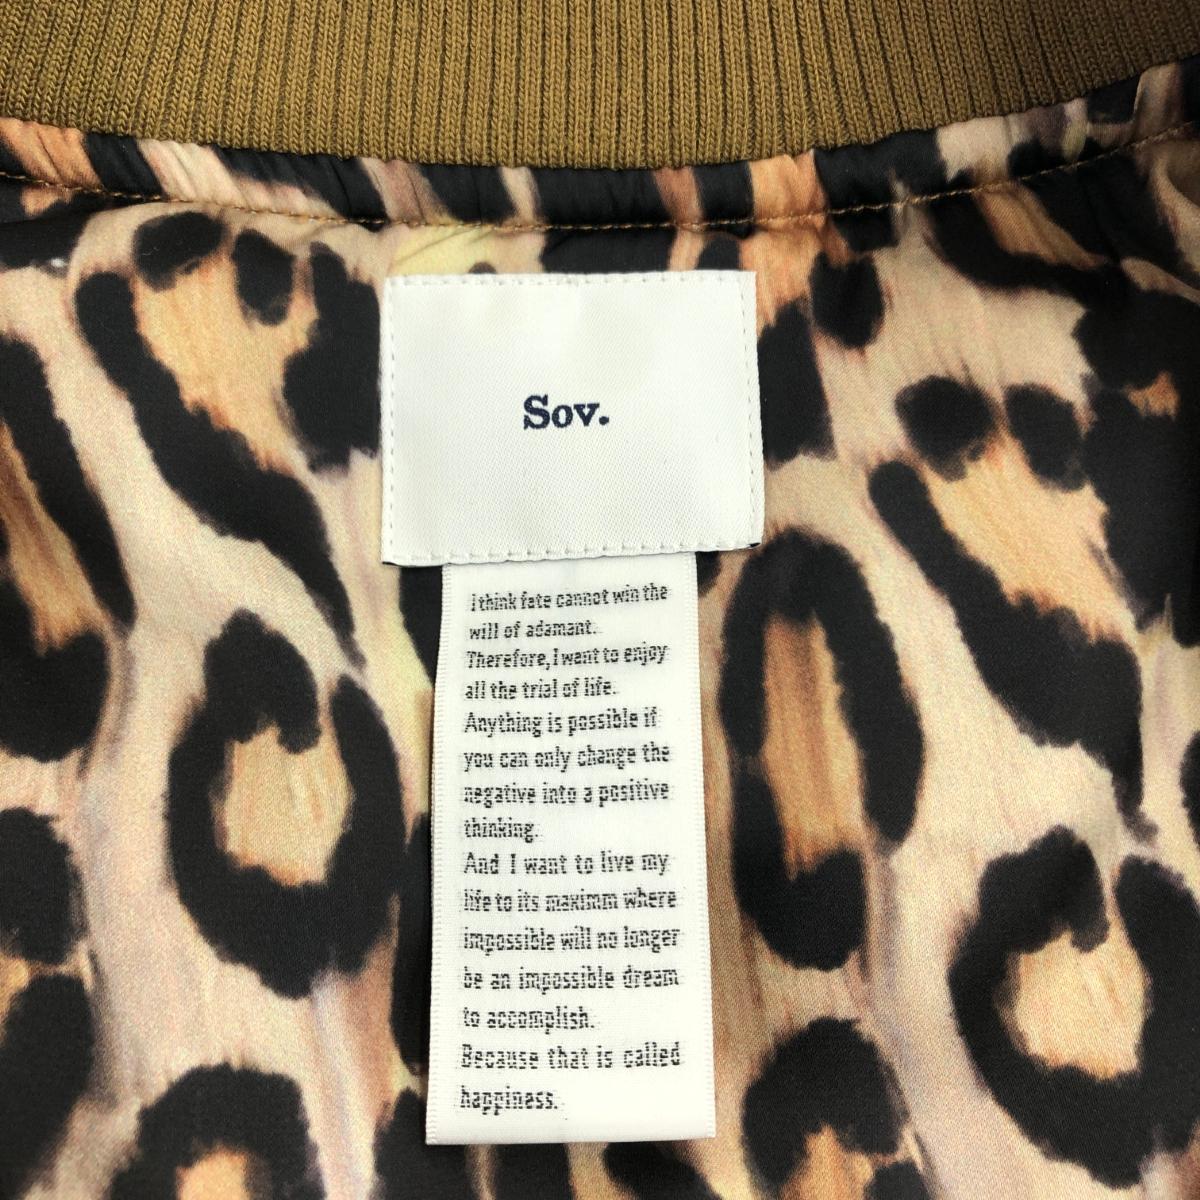 Sov.
I think fate cannot win the
will of adamant.
Therefore, I want to enjoy
all the trial of life.
Anything is possible if
you can only change the
negative into a positive
thinking.
And I want to live my
life to its maximm where
impossible will no longer
be an impossible dream
to accomplish.
Because that is called
happiness.